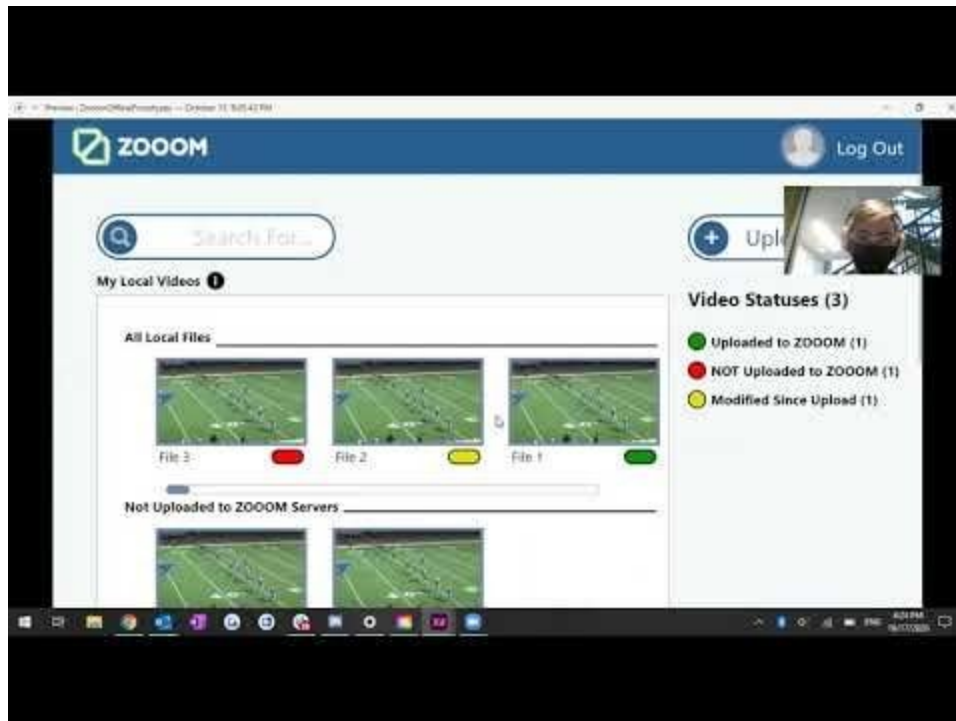 ZOOOM
Log Out
Search For...
Upl
My Local Videos
Video Statuses (3)
All Local Files
Uploaded to ZOOOM (1)
NOT Uploaded to ZOOOM (1)
Modified Since Upload (1)
File 3
File 2
File 1
Not Uploaded to ZOOOM Servers